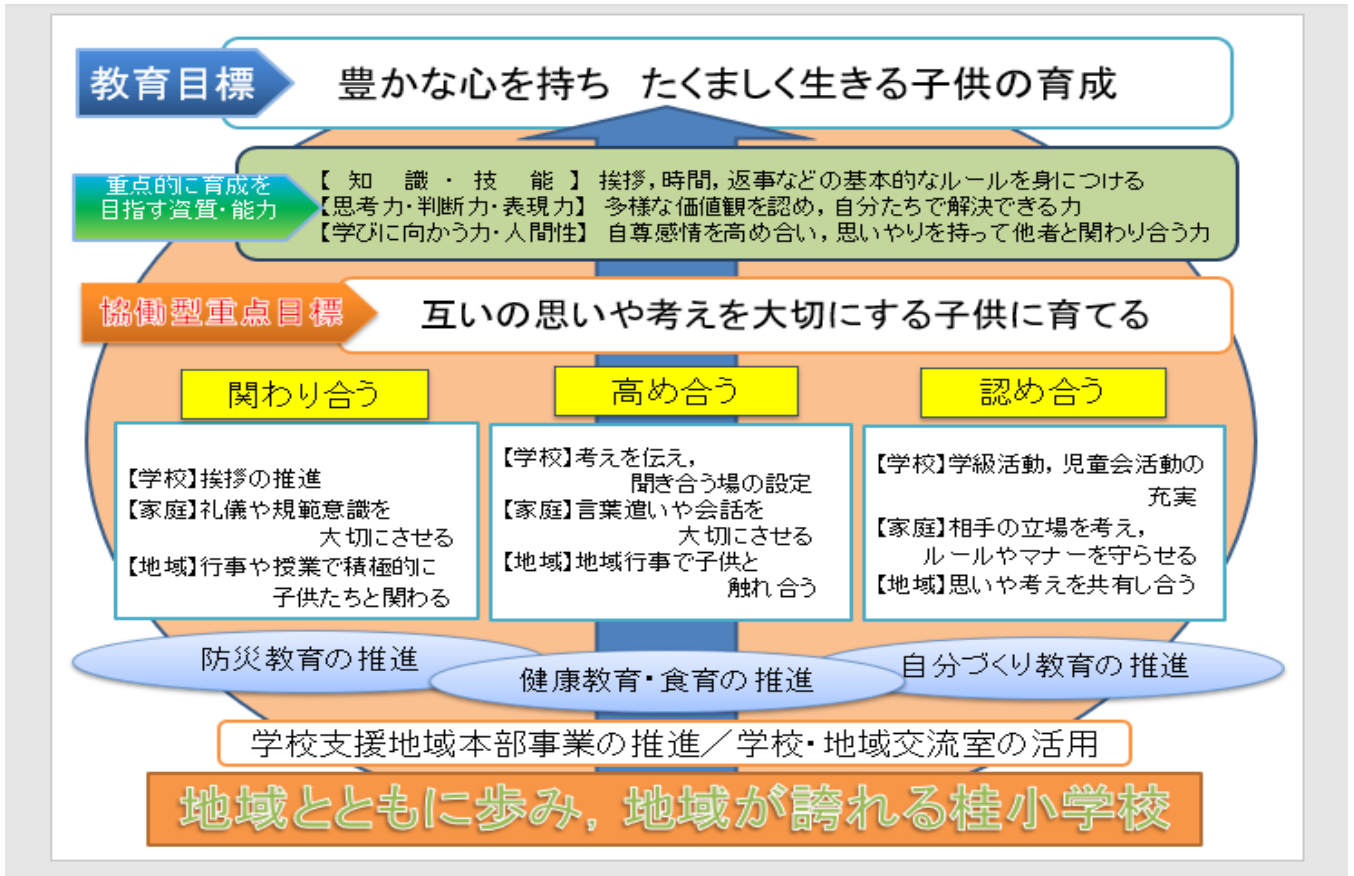 教育目標
豊かな心を持ち　たくましく生きる子供の育成
重点的に育成を
目指す資質・能力
【 知　識 ・ 技　能 】 挨拶，時間，返事などの基本的なルールを身につける
【思考力・判断力・表現力】 多様な価値観を認め，自分たちで解決できる力
【学びに向かう力・人間性】 自尊感情を高め合い，思いやりを持って他者と関わり合う力
協働型重点目標
互いの思いや考えを大切にする子供に育てる
関わり合う
【学校】挨拶の推進
【家庭】礼儀や規範意識を
大切にさせる
【地域】行事や授業で積極的に
子供たちと関わる
高め合う
【学校】考えを伝え，
聞き合う場の設定
【家庭】言葉遣いや会話を
大切にさせる
【地域】地域行事で子供と
触れ合う
認め合う
【学校】学級活動，児童会活動の
充実
【家庭】相手の立場を考え，
ルールやマナーを守らせる
【地域】思いや考えを共有し合う
防災教育の推進
健康教育・食育の推進
自分づくり教育の推進
学校支援地域本部事業の推進／学校・地域交流室の活用
地域とともに歩み，地域が誇れる桂小学校